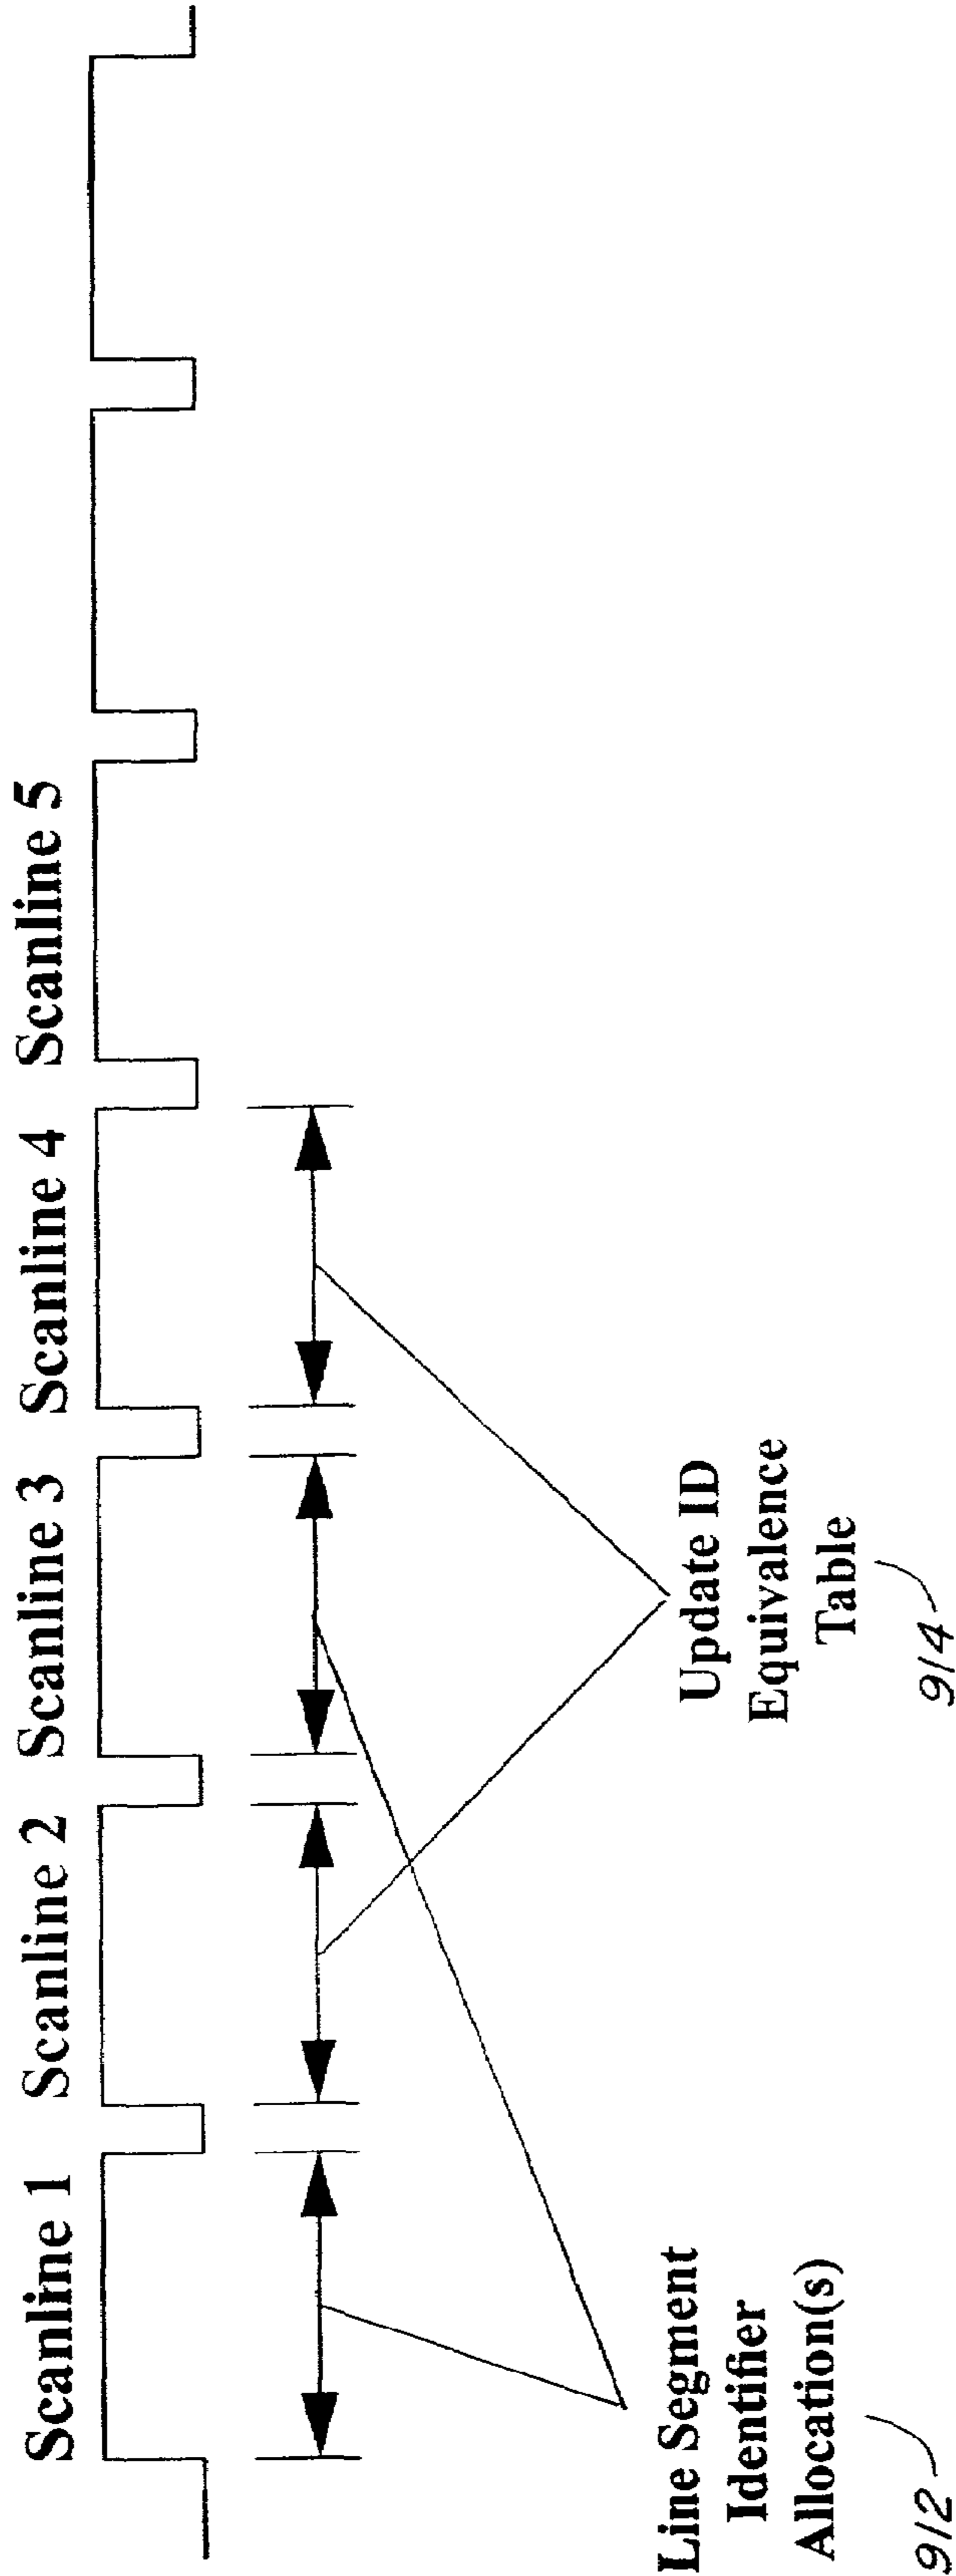 Scanline 1 Scanline 2 Scanline 3 Scanline 4 Scanline 5
Line Segment
Identifier
Allocation(s)
912
Update ID
Equivalence
Table
914